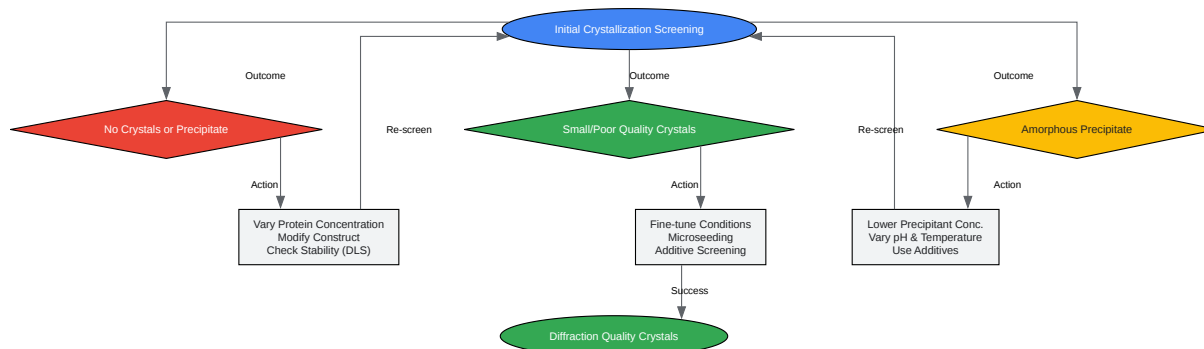 Initial Crystallization Screening
Outcome
Outcome
Outcome
No Crystals or Precipitate
Re-screen
Small/Poor Quality Crystals
Re-screen
Amorphous Precipitate
Action
Action
Action
Vary Protein Concentration
Modify Construct
Check Stability (DLS)
Fine-tune Conditions
Microseeding
Additive Screening
Lower Precipitant Conc.
Vary pH & Temperature
Use Additives
Success
Diffraction Quality Crystals